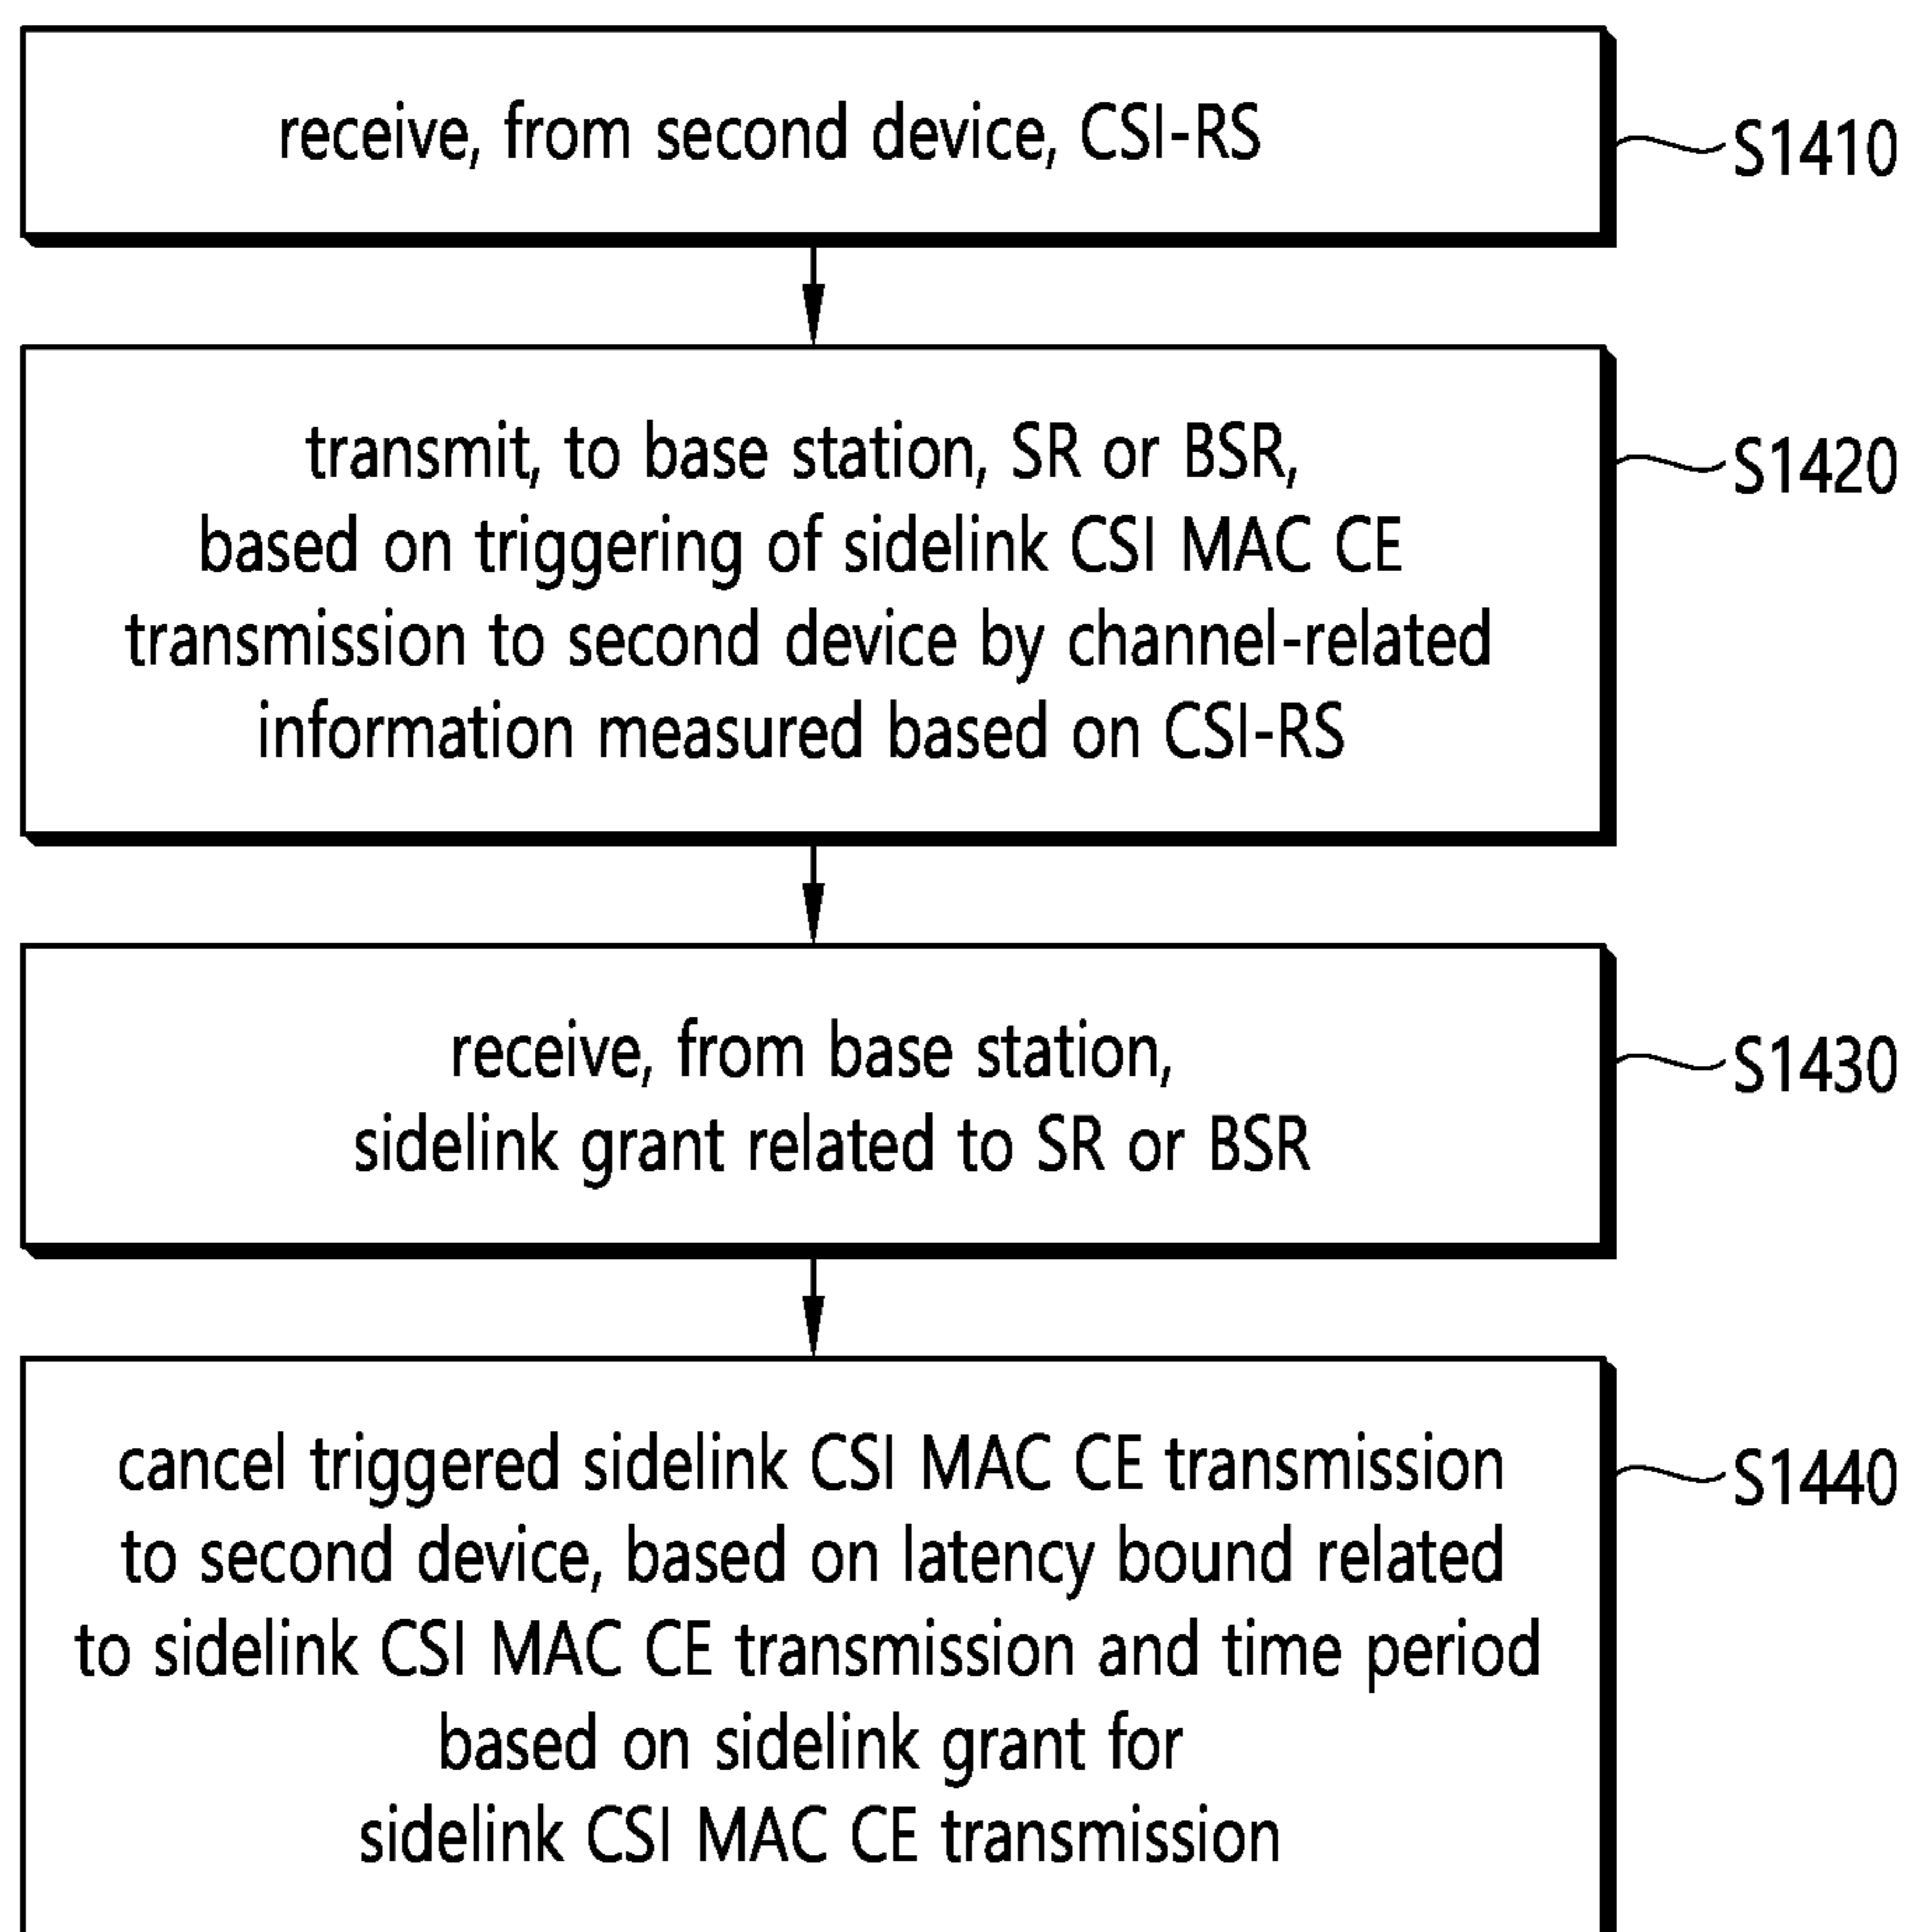 receive, from second device, CSI-RS
S1410
transmit, to base station, SR or BSR,
based on triggering of sidelink CSI MAC CE
transmission to second device by channel-related
information measured based on CSI-RS
S1420
receive, from base station,
sidelink grant related to SR or BSR
S1430
cancel triggered sidelink CSI MAC CE transmission
to second device, based on latency bound related
to sidelink CSI MAC CE transmission and time period
based on sidelink grant for
sidelink CSI MAC CE transmission
S1440